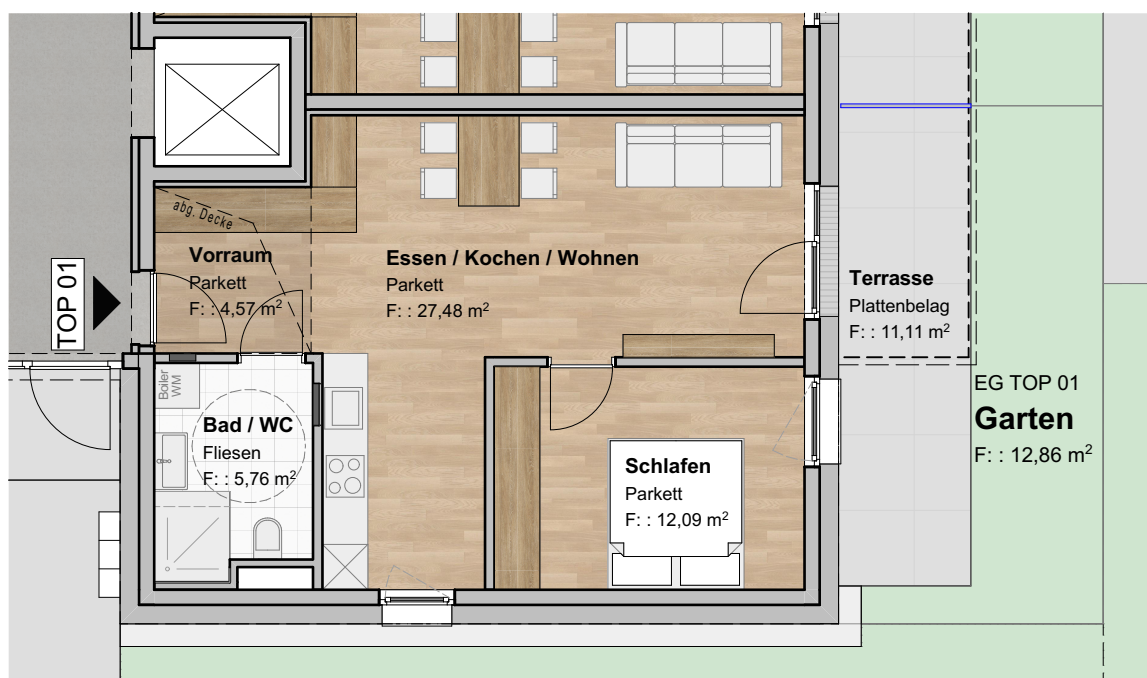 abg. Decke
Vorraum
Parkett
F: : 4,57 m²
Essen / Kochen / Wohnen
Parkett
F: : 27,48 m²
Terrasse
Plattenbelag
F: : 11,11 m²
TOP 01
Boiler
WM
Bad / WC
Fliesen
F: : 5,76 m²
Schlafen
Parkett
F: : 12,09 m²
EG TOP 01
Garten
F: : 12,86 m²